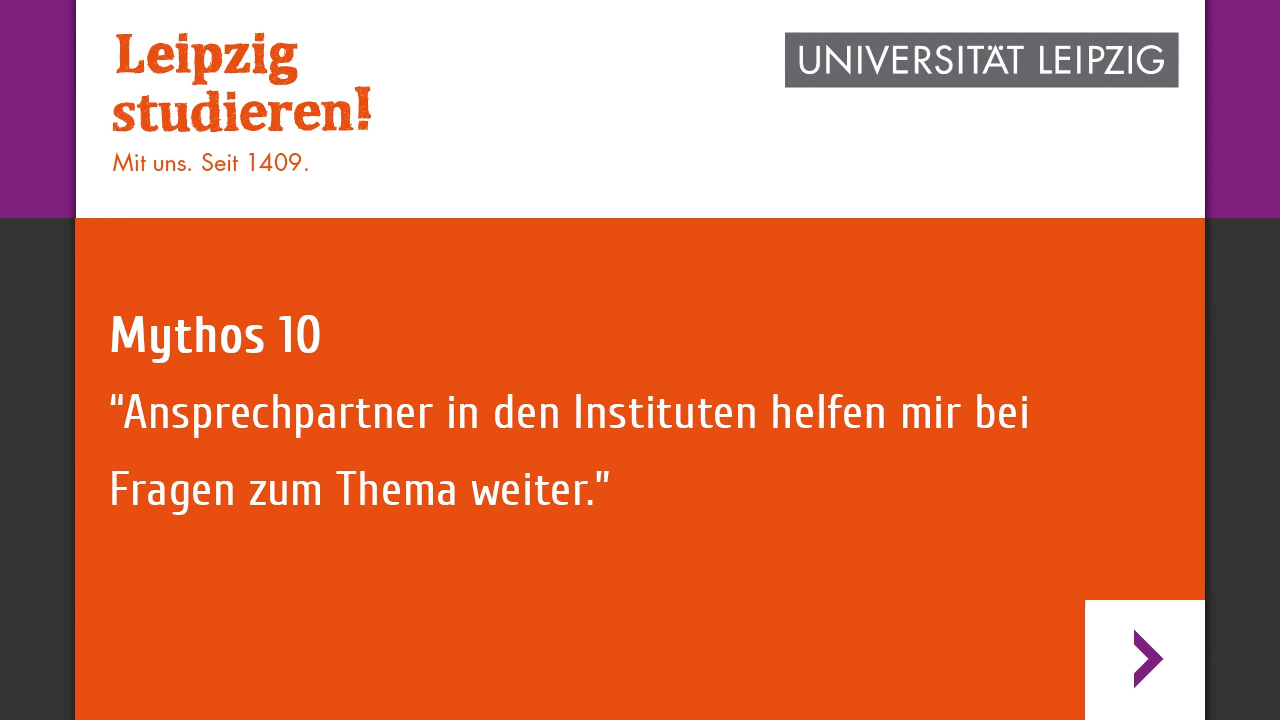 Leipzig
studieren!
Mit uns. Seit 1409.
UNIVERSITÄT LEIPZIG
Mythos 10
“Ansprechpartner in den Instituten helfen mir bei
Fragen zum Thema weiter.”